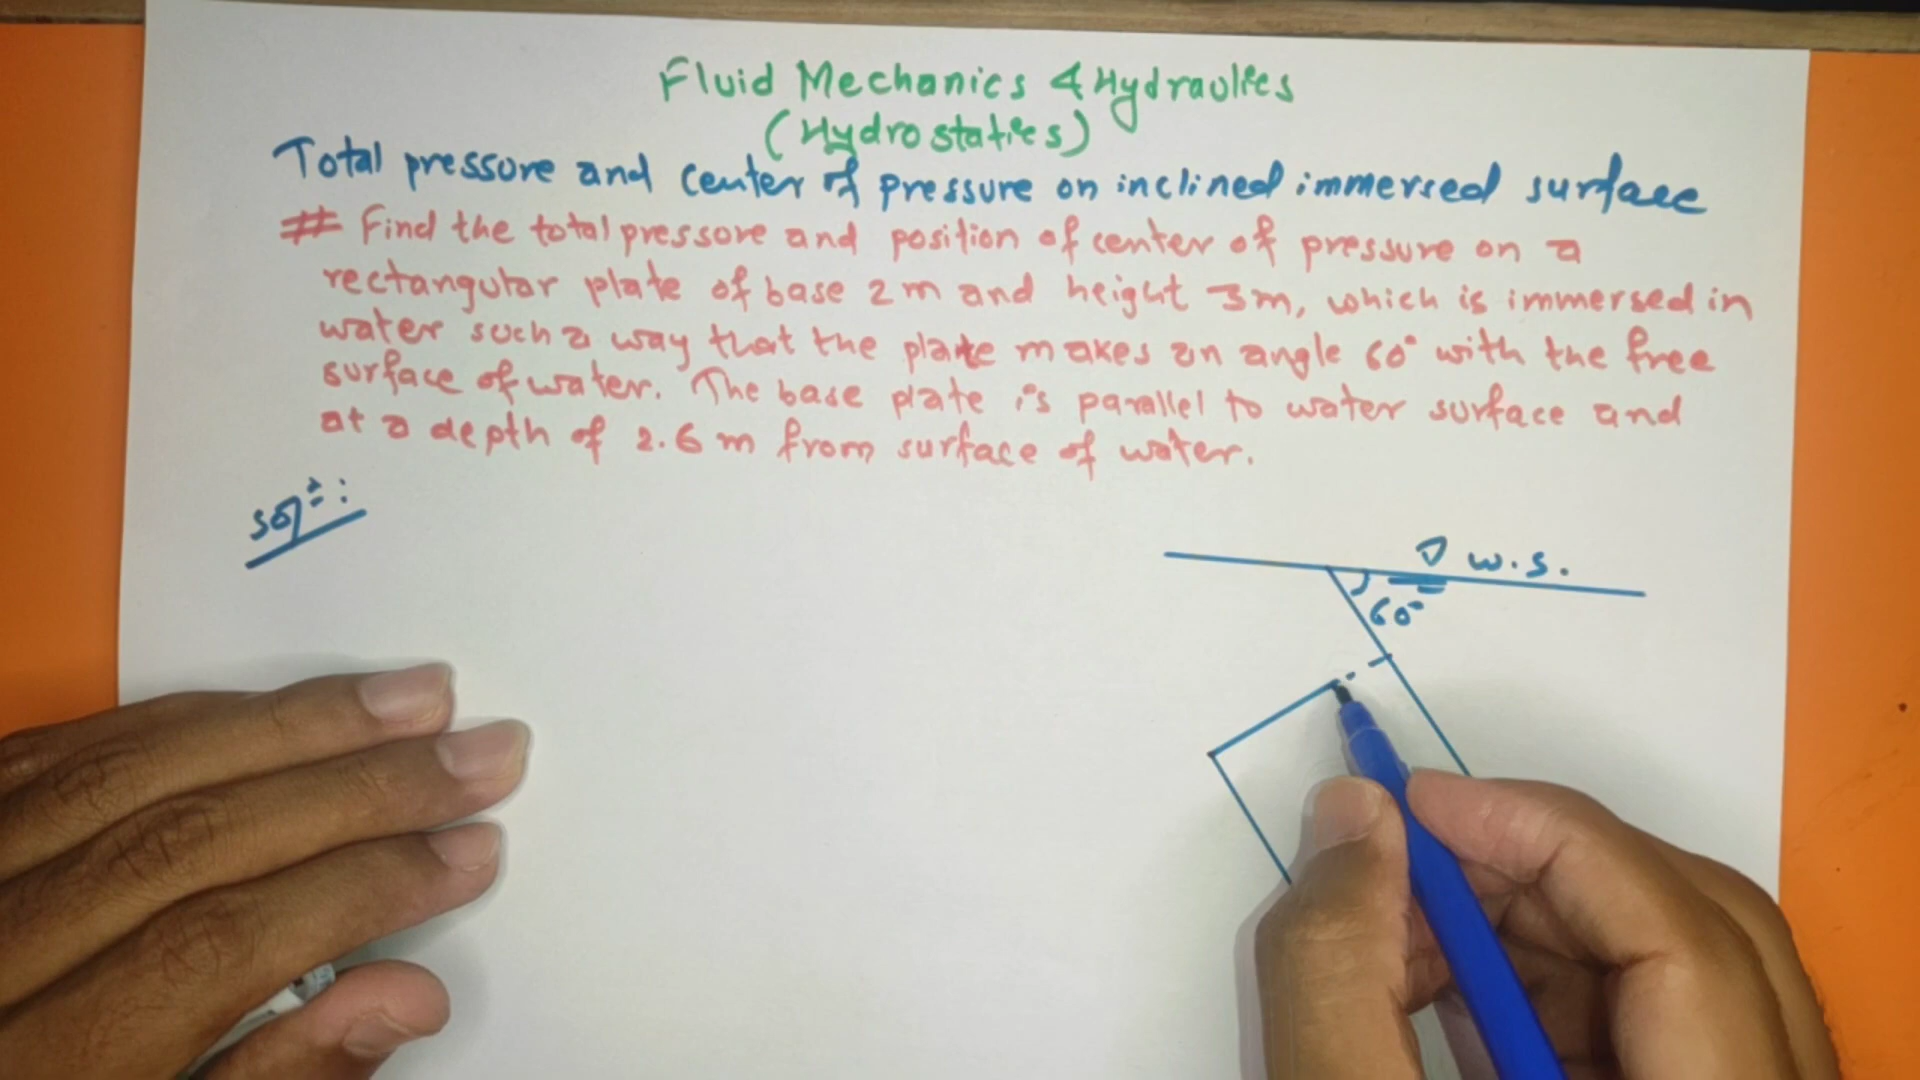 Fluid Mechanics & Hydraulics
(Hydrostatics)
Total pressure and center of pressure on inclined immersed surface
# Find the total pressure and position of center of pressure on a
rectangular plate of base 2m and height 3m, which is immersed in
water such a way that the plate makes an angle 60° with the free
surface of water. The base plate is parallel to water surface and
at a depth of 2.6 m from surface of water.
Solⁿ:
w.s.
60°